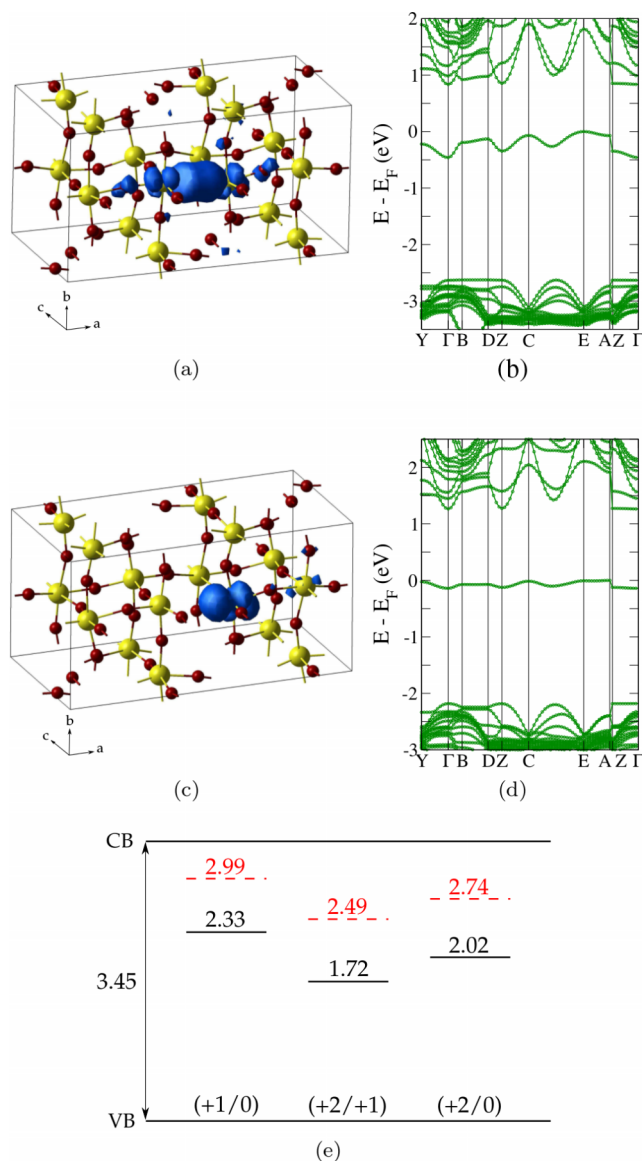 b
c
a
(a)
E - E_F (eV)
2
1
0
-1
-2
-3
Y Γ B D Z C E A Z Γ
(b)
b
c
a
(c)
E - E_F (eV)
2
1
0
-1
-2
-3
Y Γ B D Z C E A Z Γ
(d)
CB
2.99
2.74
2.33
2.49
2.02
1.72
3.45
(+1/0) (+2/+1) (+2/0)
VB
(e)